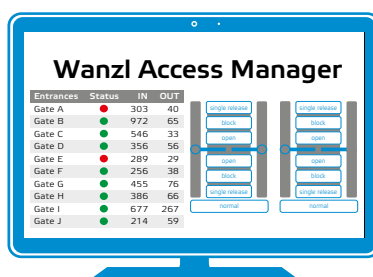 Wanzl Access Manager
Entrances Status IN OUT
Gate A 303 40
Gate B 972 65
Gate C 546 33
Gate D 356 56
Gate E 289 29
Gate F 256 38
Gate G 455 76
Gate H 386 66
Gate I 677 267
Gate J 214 59
single release single release
block block
open open
open open
block block
single release single release
normal normal